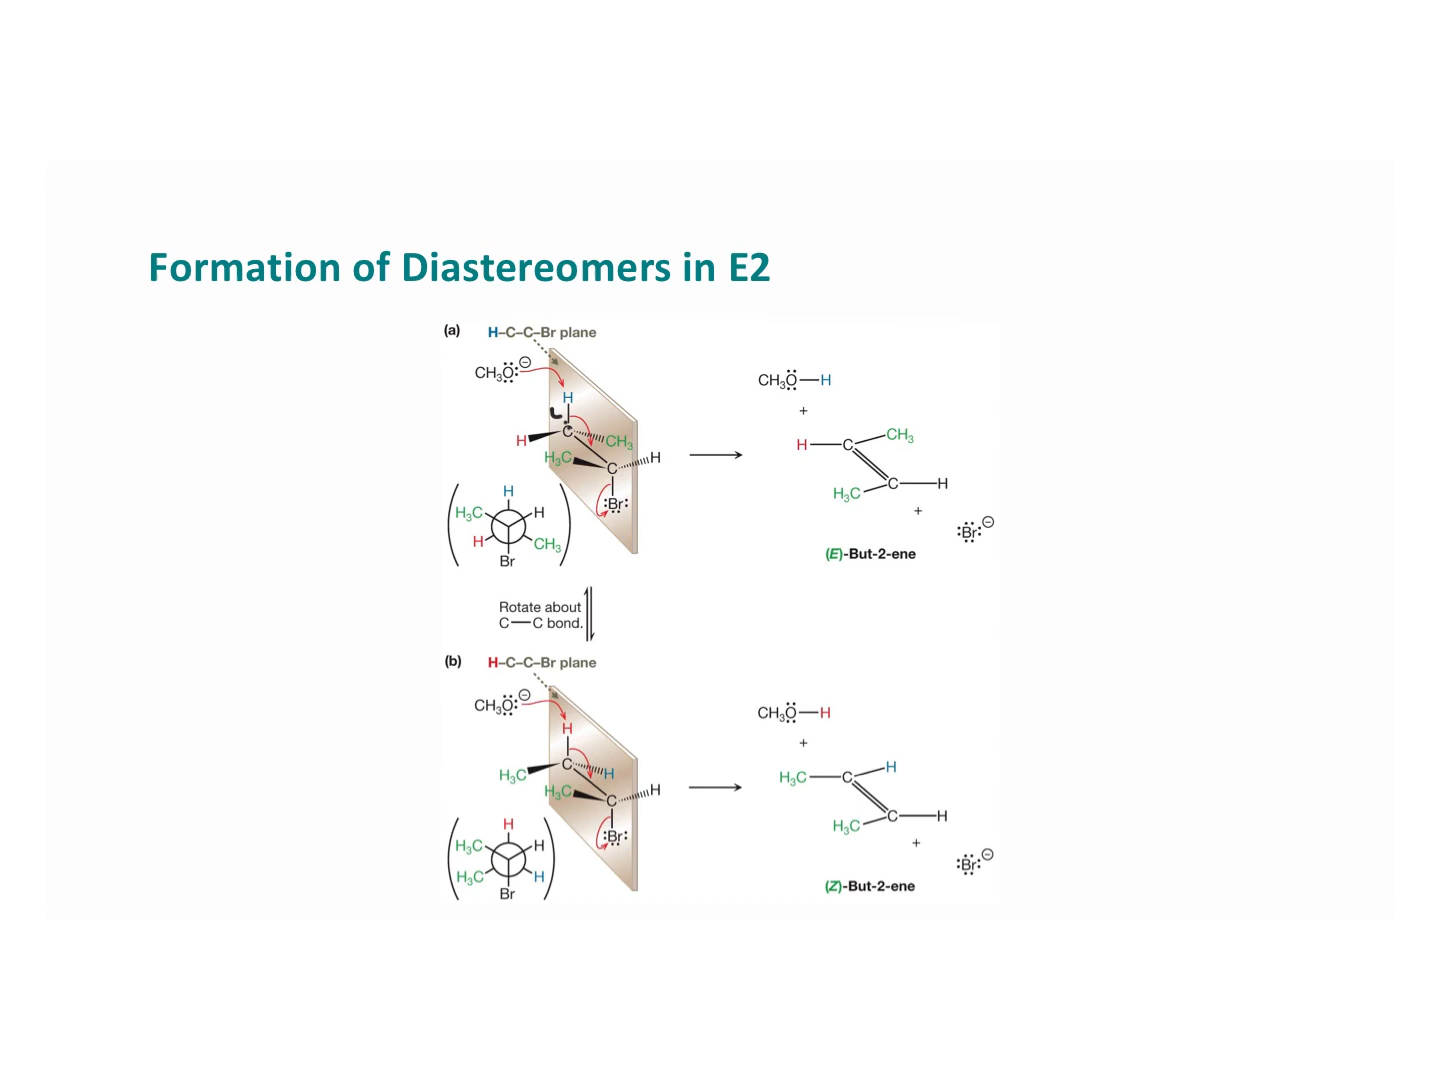 Formation of Diastereomers in E2
(a) H–C–C–Br plane
CH₃Ö:⊖
H
H C CH₃
H₃C C H
:Br:
H
H₃C H
H CH₃
Br
CH₃Ö—H
+
H—C CH₃
H₃C C—H
+
:Br:⊖
(E)-But-2-ene
Rotate about
C—C bond.
(b) H–C–C–Br plane
CH₃Ö:⊖
H
H₃C C H
H₃C C H
:Br:
H
H₃C H
H₃C H
Br
CH₃Ö—H
+
H₃C—C H
H₃C C—H
+
:Br:⊖
(Z)-But-2-ene